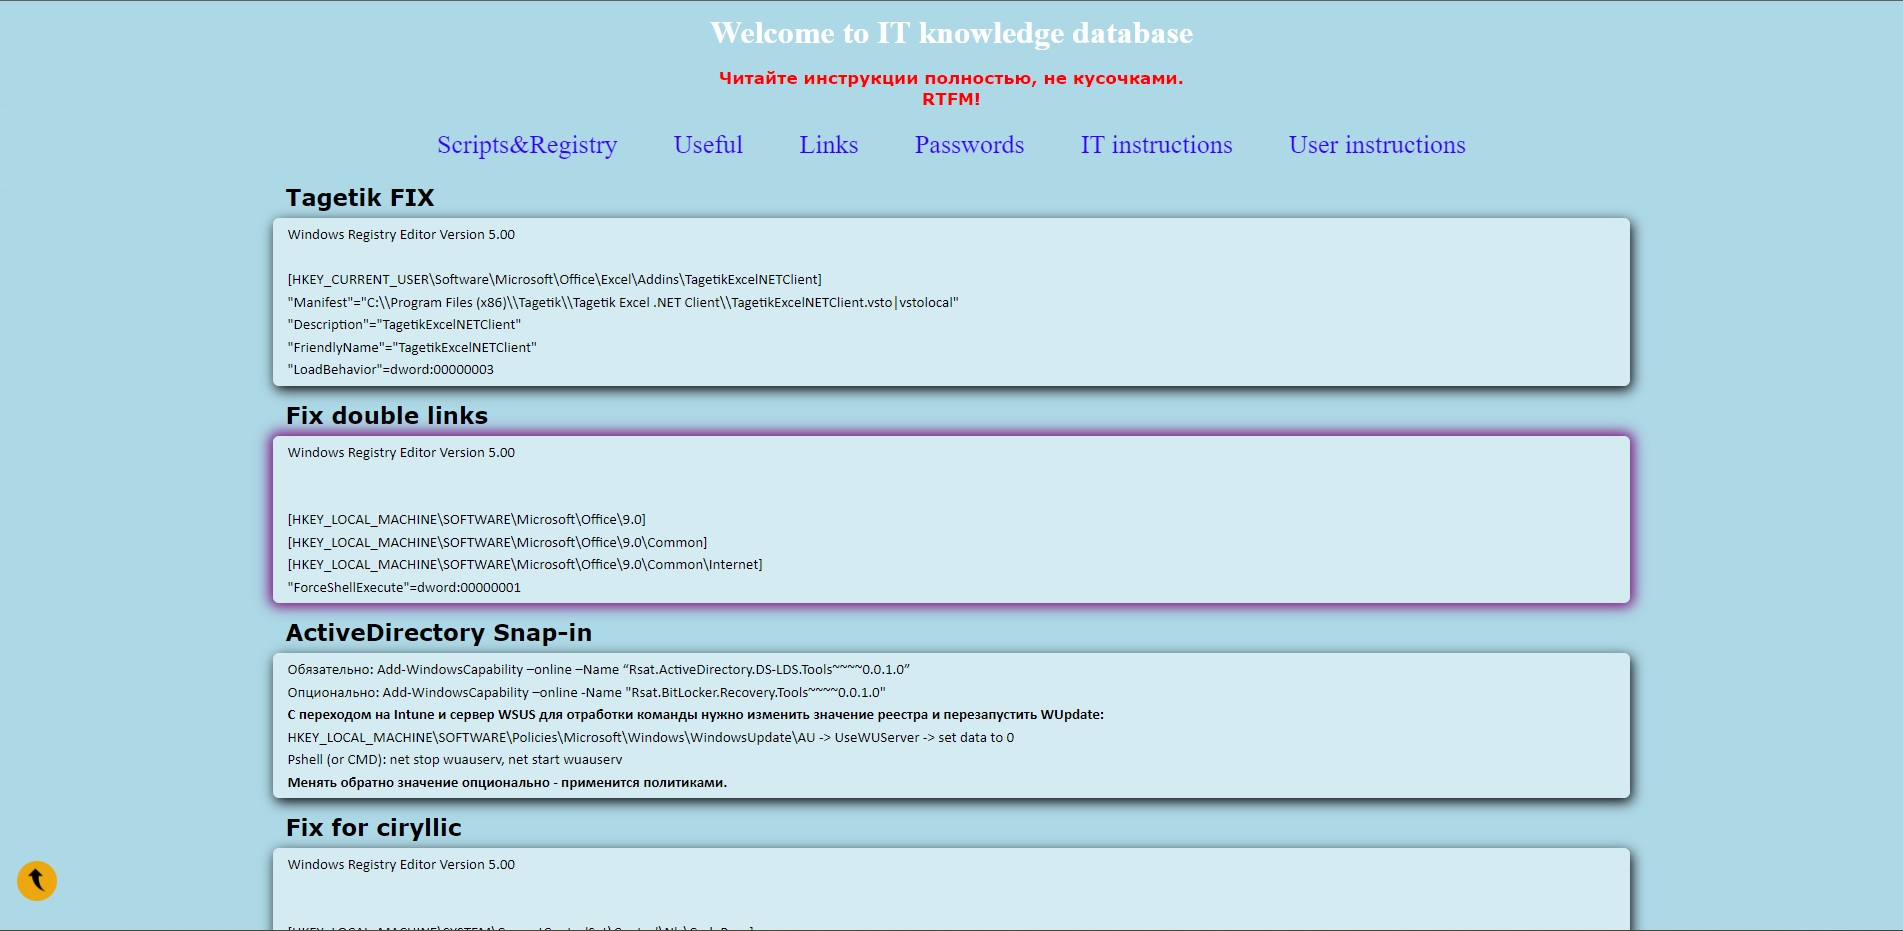 Welcome to IT knowledge database
Читайте инструкции полностью, не кусочками.
RTFM!
Scripts&Registry Useful Links Passwords IT instructions User instructions
Tagetik FIX
Windows Registry Editor Version 5.00
[HKEY_CURRENT_USER\Software\Microsoft\Office\Excel\Addins\TagetikExcelNETClient]
"Manifest"="C:\\Program Files (x86)\\Tagetik\\Tagetik Excel .NET Client\\TagetikExcelNETClient.vsto|vstolocal"
"Description"="TagetikExcelNETClient"
"FriendlyName"="TagetikExcelNETClient"
"LoadBehavior"=dword:00000003
Fix double links
Windows Registry Editor Version 5.00
[HKEY_LOCAL_MACHINE\SOFTWARE\Microsoft\Office\9.0]
[HKEY_LOCAL_MACHINE\SOFTWARE\Microsoft\Office\9.0\Common]
[HKEY_LOCAL_MACHINE\SOFTWARE\Microsoft\Office\9.0\Common\Internet]
"ForceShellExecute"=dword:00000001
ActiveDirectory Snap-in
Обязательно: Add-WindowsCapability –online –Name “Rsat.ActiveDirectory.DS-LDS.Tools~~~~0.0.1.0”
Опционально: Add-WindowsCapability –online -Name "Rsat.BitLocker.Recovery.Tools~~~~0.0.1.0"
С переходом на Intune и сервер WSUS для отработки команды нужно изменить значение реестра и перезапустить WUpdate:
HKEY_LOCAL_MACHINE\SOFTWARE\Policies\Microsoft\Windows\WindowsUpdate\AU -> UseWUServer -> set data to 0
Pshell (or CMD): net stop wuauserv, net start wuauserv
Менять обратно значение опционально - применится политиками.
Fix for ciryllic
Windows Registry Editor Version 5.00